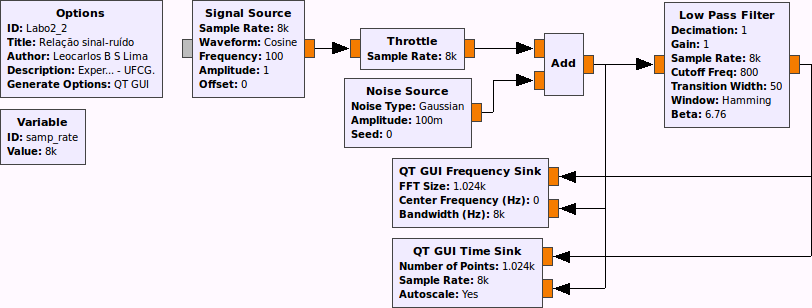 Options
ID: Labo2_2
Title: Relação sinal-ruído
Author: Leocarlos B S Lima
Description: Exper... - UFCG.
Generate Options: QT GUI
Variable
ID: samp_rate
Value: 8k
Signal Source
Sample Rate: 8k
Waveform: Cosine
Frequency: 100
Amplitude: 1
Offset: 0
Throttle
Sample Rate: 8k
Noise Source
Noise Type: Gaussian
Amplitude: 100m
Seed: 0
Add
Low Pass Filter
Decimation: 1
Gain: 1
Sample Rate: 8k
Cutoff Freq: 800
Transition Width: 50
Window: Hamming
Beta: 6.76
QT GUI Frequency Sink
FFT Size: 1.024k
Center Frequency (Hz): 0
Bandwidth (Hz): 8k
QT GUI Time Sink
Number of Points: 1.024k
Sample Rate: 8k
Autoscale: Yes